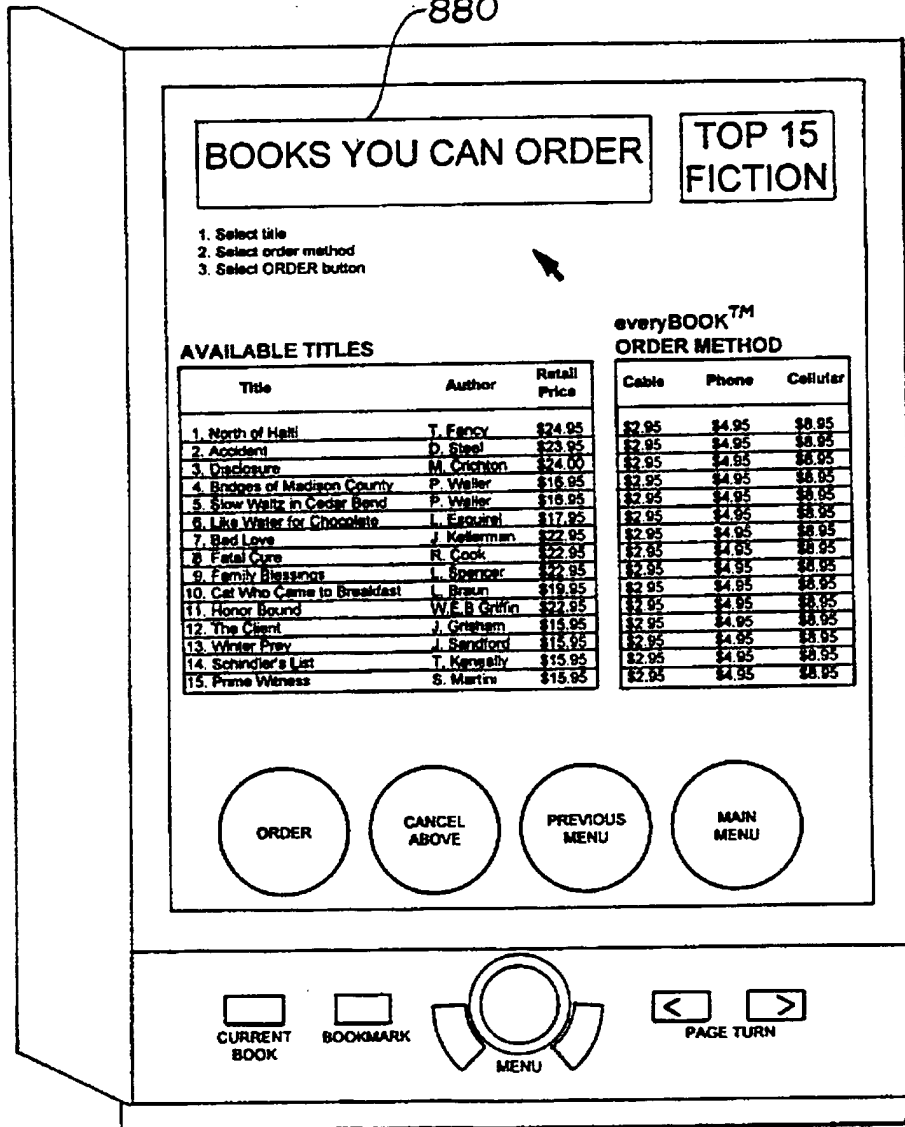 880
BOOKS YOU CAN ORDER
TOP 15
FICTION
1. Select title
2. Select order method
3. Select ORDER button
everyBOOK™
AVAILABLE TITLES
ORDER METHOD
Title Author Retail Price Cable Phone Cellular
1. North of Haiti T. Fancy $24.95 $2.95 $4.95 $8.95
2. Accident D. Steel $23.95 $2.95 $4.95 $8.95
3. Disclosure M. Crichton $24.00 $2.95 $4.95 $8.95
4. Bridges of Madison County P. Waller $16.95 $2.95 $4.95 $8.95
5. Slow Waltz in Cedar Bend P. Waller $16.95 $2.95 $4.95 $8.95
6. Like Water for Chocolate L. Esquirel $17.95 $2.95 $4.95 $8.95
7. Bad Love J. Kellerman $22.95 $2.95 $4.95 $8.95
8. Fatal Cure R. Cook $22.95 $2.95 $4.95 $8.95
9. Family Blessings L. Spencer $22.95 $2.95 $4.95 $8.95
10. Cat Who Came to Breakfast L. Braun $19.95 $2.95 $4.95 $8.95
11. Honor Bound W.E.B Griffin $22.95 $2.95 $4.95 $8.95
12. The Client J. Grisham $15.95 $2.95 $4.95 $8.95
13. Winter Prey J. Sandford $15.95 $2.95 $4.95 $8.95
14. Schindler's List T. Keneally $15.95 $2.95 $4.95 $8.95
15. Prime Witness S. Martini $15.95 $2.95 $4.95 $8.95
ORDER
CANCEL
ABOVE
PREVIOUS
MENU
MAIN
MENU
< >
CURRENT
BOOK
BOOKMARK
MENU
PAGE TURN